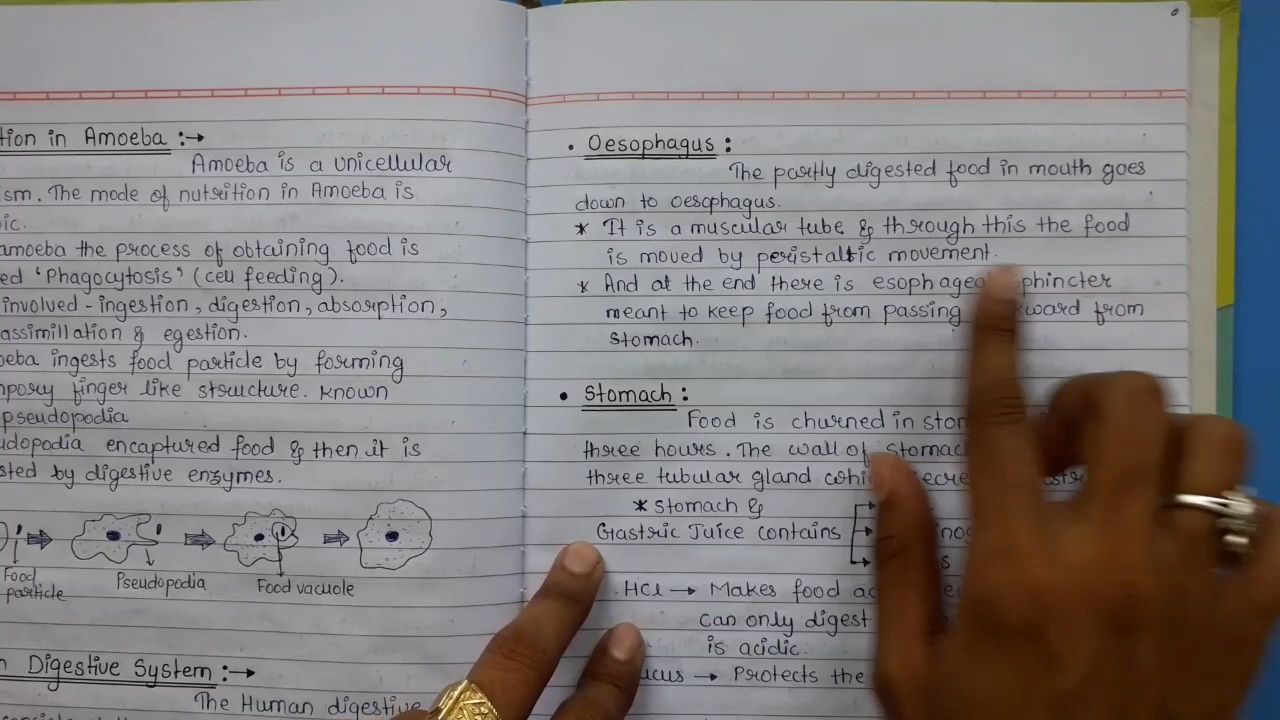 tion in Amoeba :→
Amoeba is a unicellular
ism. The mode of nutrition in Amoeba is
ic.
amoeba the process of obtaining food is
ed 'Phagocytosis' (cell feeding).
involved - ingestion, digestion, absorption,
assimillation & egestion.
oeba ingests food particle by forming
mpory finger like structure. known
pseudopodia
udopodia encaptured food & then it is
sted by digestive enzymes.
Food
particle
Pseudopodia
Food vacuole
n Digestive System :→
The Human digestive
• Oesophagus :
The partly digested food in mouth goes
down to oesophagus.
* It is a muscular tube & through this the food
is moved by peristaltic movement.
* And at the end there is esophageal sphincter
meant to keep food from passing from
stomach.
• Stomach :
Food is churned in
three hours. The wall of stomach
three tubular gland
* Stomach &
Gastric Juice contains
HCl → Makes food
can only digest
is acidic.
→ Protects the